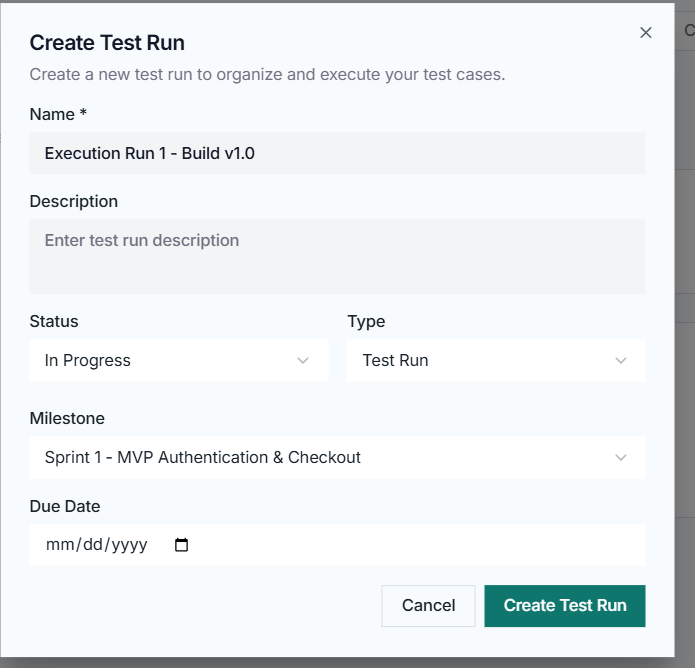 Create Test Run
Create a new test run to organize and execute your test cases.
Name *
Execution Run 1 - Build v1.0
Description
Enter test run description
Status
Type
In Progress
Test Run
Milestone
Sprint 1 - MVP Authentication & Checkout
Due Date
mm/dd/yyyy
Cancel
Create Test Run